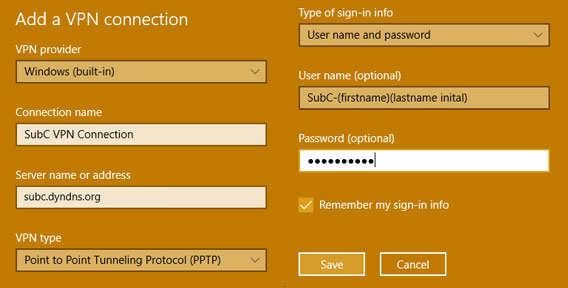 Add a VPN connection
VPN provider
Windows (built-in)
Connection name
SubC VPN Connection
Server name or address
subc.dyndns.org
VPN type
Point to Point Tunneling Protocol (PPTP)
Type of sign-in info
User name and password
User name (optional)
SubC-(firstname)(lastname inital)
Password (optional)
●●●●●●●●●●
Remember my sign-in info
Save
Cancel